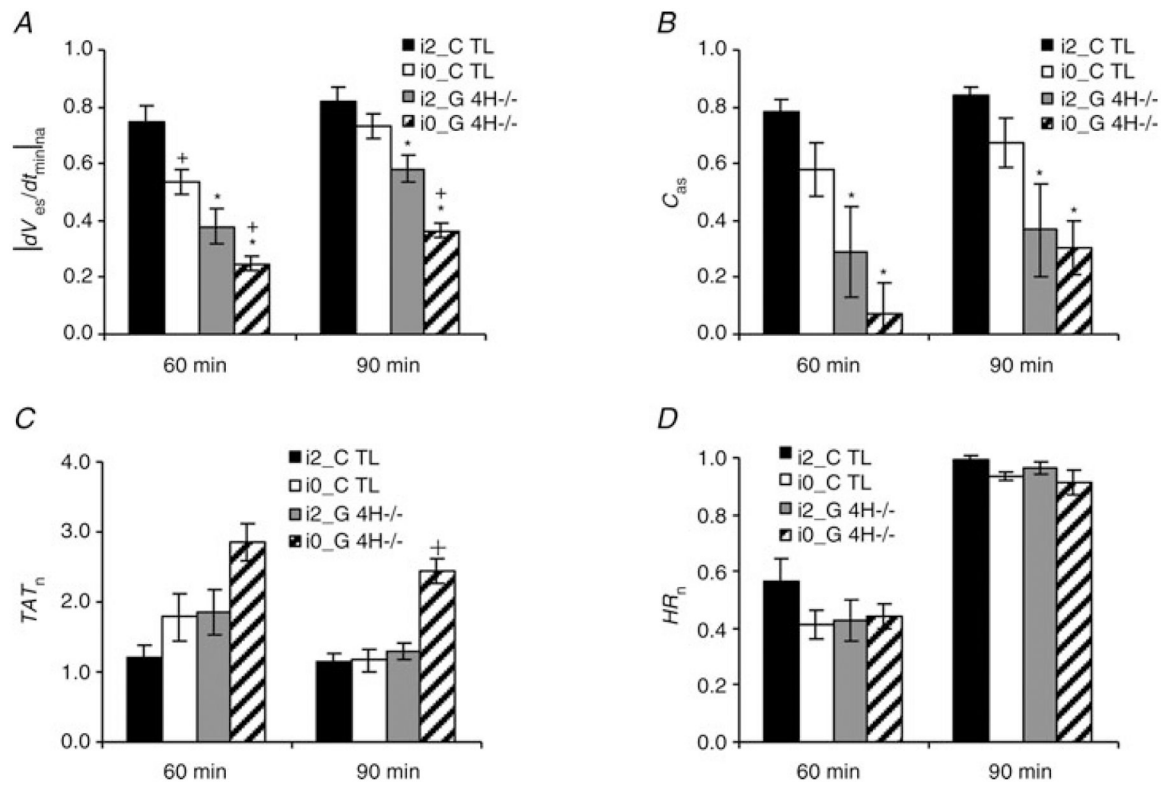 A
i2_C TL
i0_C TL
i2_G 4H-/-
i0_G 4H-/-
|dVes/dtmin|na
1.0
0.8
0.6
0.4
0.2
0.0
+
*
+
*
*
+
*
60 min
90 min
B
i2_C TL
i0_C TL
i2_G 4H-/-
i0_G 4H-/-
Cas
1.0
0.8
0.6
0.4
0.2
0.0
*
*
*
*
60 min
90 min
C
i2_C TL
i0_C TL
i2_G 4H-/-
i0_G 4H-/-
TATn
4.0
3.0
2.0
1.0
0.0
+
60 min
90 min
D
i2_C TL
i0_C TL
i2_G 4H-/-
i0_G 4H-/-
HRn
1.0
0.8
0.6
0.4
0.2
0.0
60 min
90 min